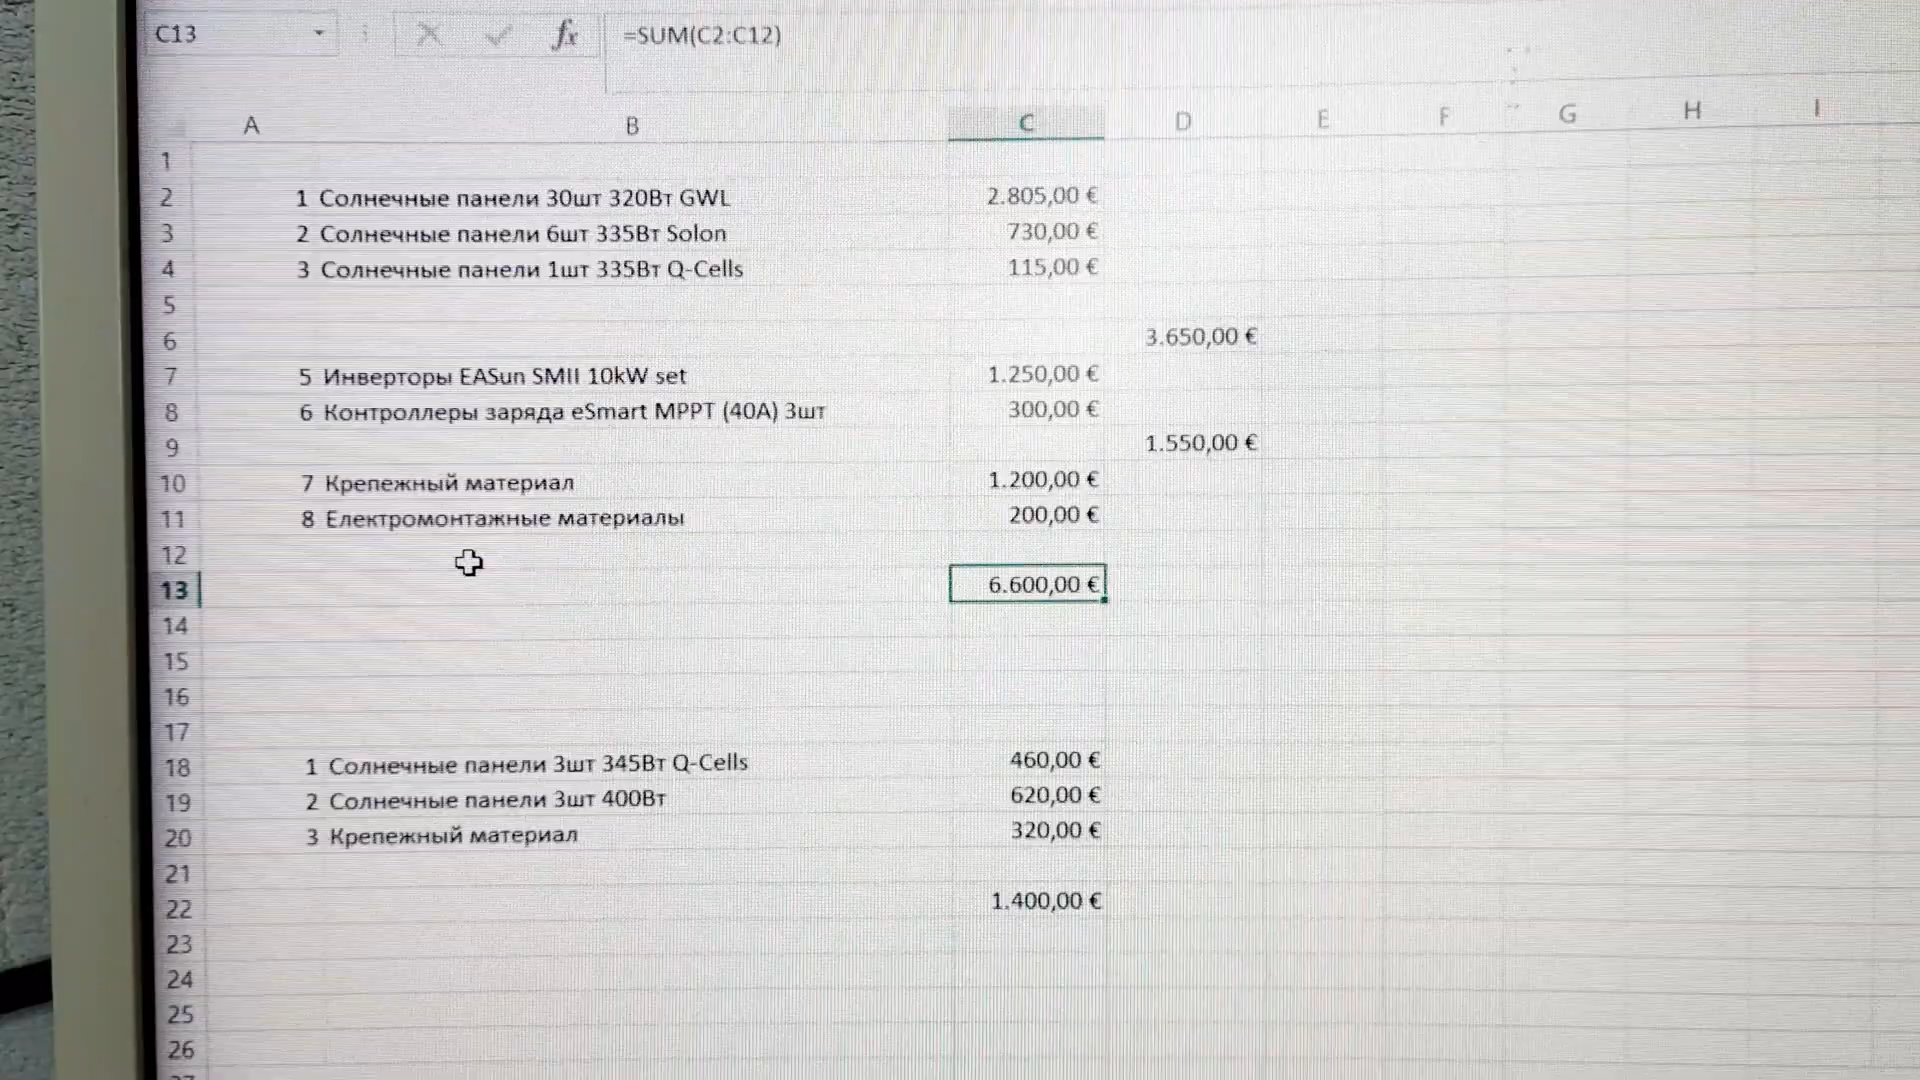 C13 fx =SUM(C2:C12)
A B C D E F G H I
1
2 1 Солнечные панели 30шт 320Вт GWL 2.805,00 €
3 2 Солнечные панели 6шт 335Вт Solon 730,00 €
4 3 Солнечные панели 1шт 335Вт Q-Cells 115,00 €
5
6 3.650,00 €
7 5 Инверторы EASun SMII 10kW set 1.250,00 €
8 6 Контроллеры заряда eSmart MPPT (40A) 3шт 300,00 €
9 1.550,00 €
10 7 Крепежный материал 1.200,00 €
11 8 Електромонтажные материалы 200,00 €
12
13 6.600,00 €
14
15
16
17
18 1 Солнечные панели 3шт 345Вт Q-Cells 460,00 €
19 2 Солнечные панели 3шт 400Вт 620,00 €
20 3 Крепежный материал 320,00 €
21
22 1.400,00 €
23
24
25
26